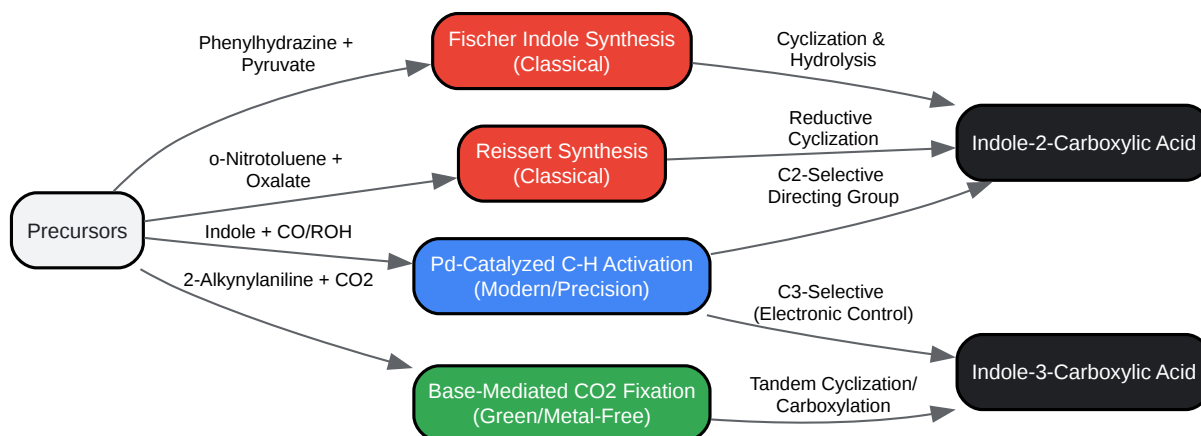 Phenylhydrazine +
Pyruvate
Fischer Indole Synthesis
(Classical)
Cyclization &
Hydrolysis
o-Nitrotoluene +
Oxalate
Reissert Synthesis
(Classical)
Reductive
Cyclization
Indole-2-Carboxylic Acid
C2-Selective
Directing Group
Precursors
Indole + CO/ROH
Pd-Catalyzed C-H Activation
(Modern/Precision)
2-Alkynylaniline + CO2
C3-Selective
(Electronic Control)
Indole-3-Carboxylic Acid
Base-Mediated CO2 Fixation
(Green/Metal-Free)
Tandem Cyclization/
Carboxylation